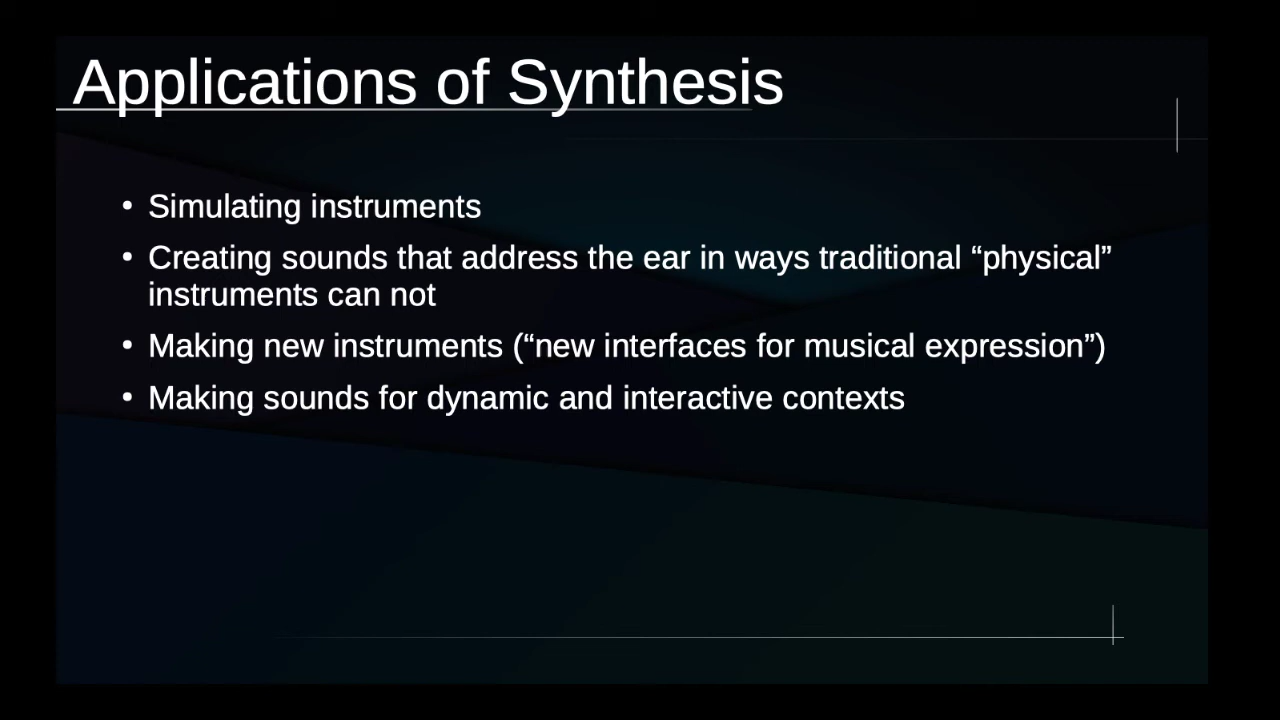 Applications of Synthesis
• Simulating instruments
• Creating sounds that address the ear in ways traditional “physical”
instruments can not
• Making new instruments (“new interfaces for musical expression”)
• Making sounds for dynamic and interactive contexts